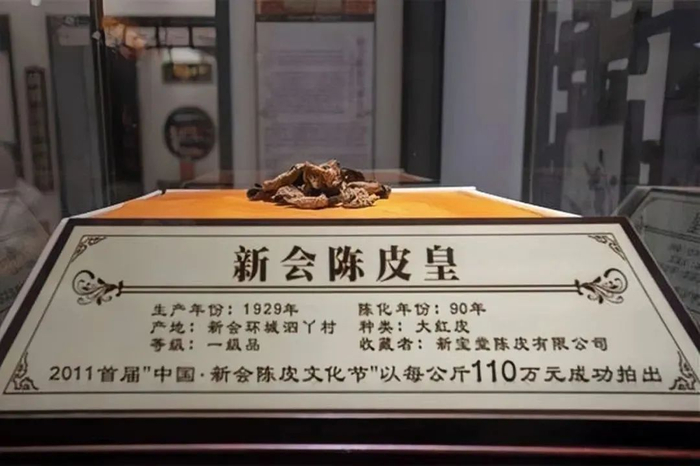 新会陈皮皇
生产年份：1929年 陈化年份：90年
产地：新会环城泗丫村 种类：大红皮
等级：一级品 收藏者：新宝堂陈皮有限公司
2011首届"中国·新会陈皮文化节"以每公斤110万元成功拍出